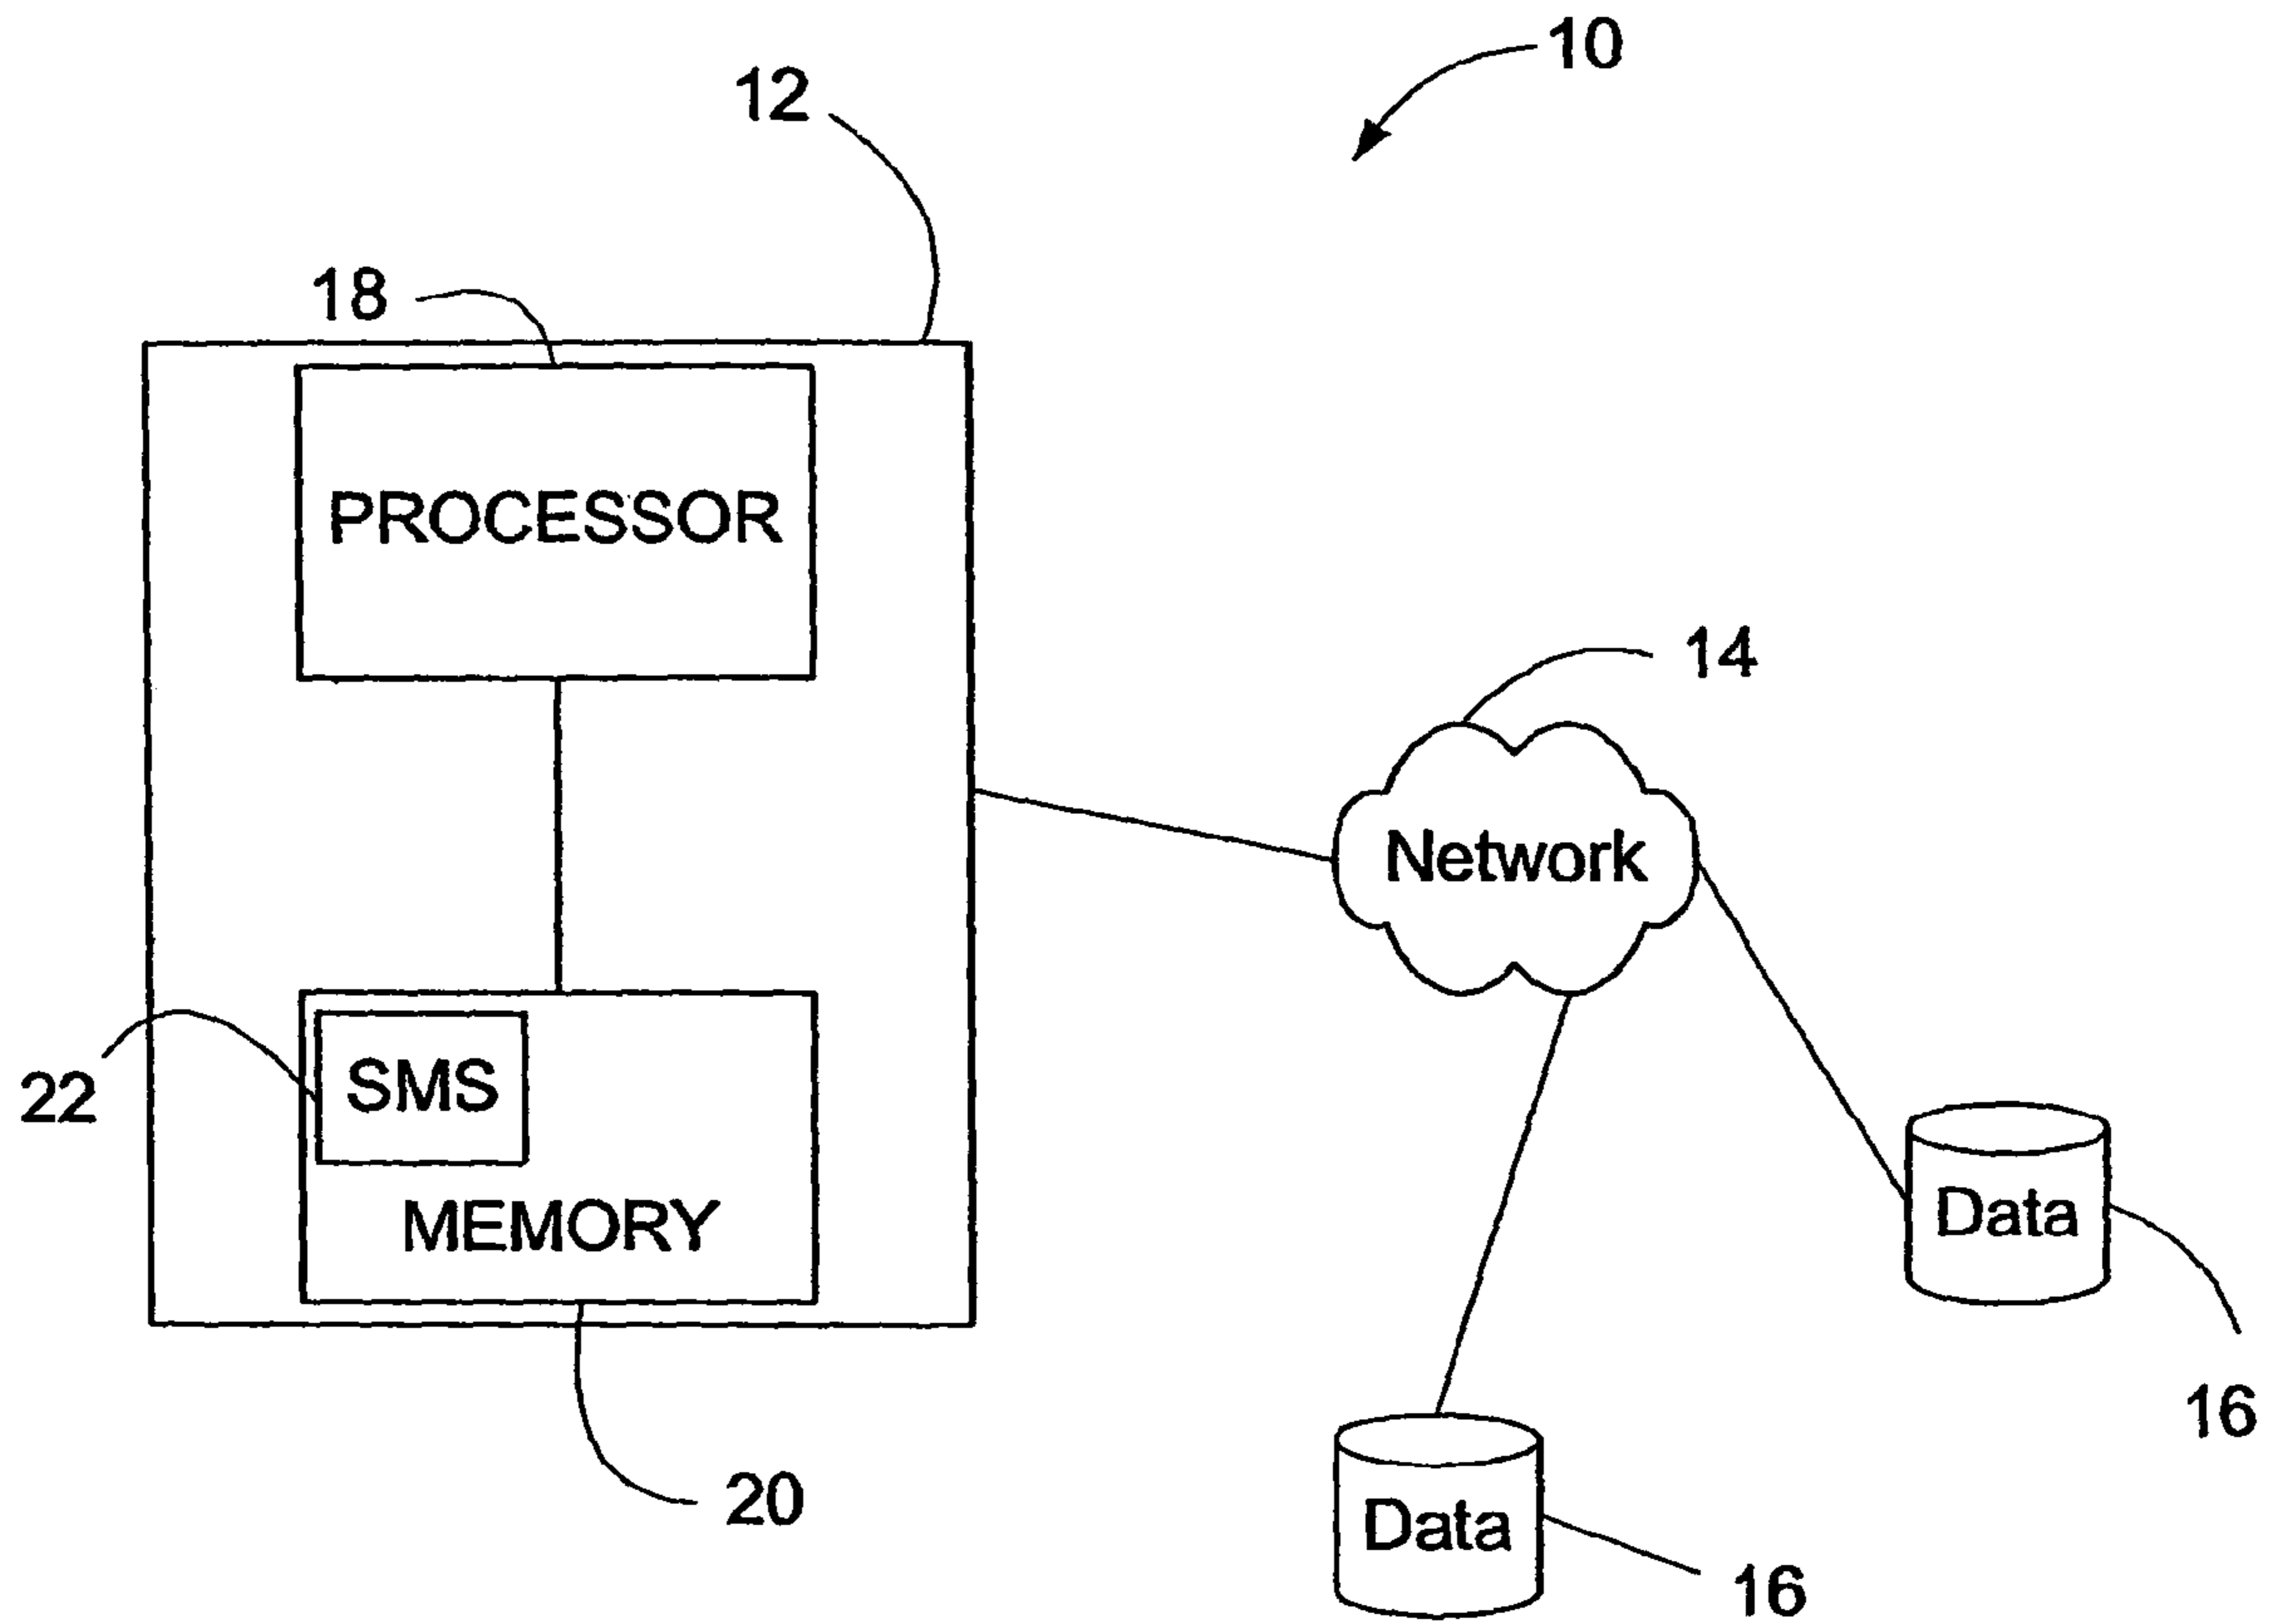 10
12
18
PROCESSOR
14
Network
22
SMS
MEMORY
Data
16
20
Data
16